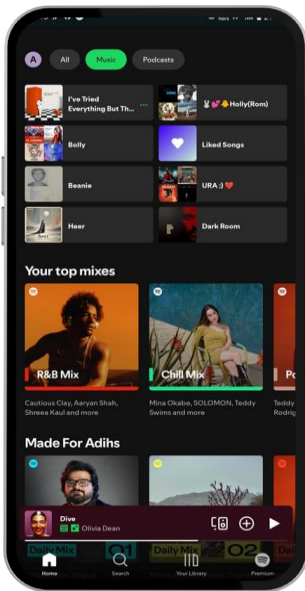 A
All
Music
Podcasts
I've Tried
Everything But Th...
🐰💕🐥Holly(Rom)
Bolly
Liked Songs
Beanie
URA :) ❤️
Heer
Dark Room
Your top mixes
R&B Mix
Chill Mix
Cautious Clay, Aaryan Shah,
Shreea Kaul and more
Mina Okabe, SOLOMON, Teddy
Swims and more
Teddy
Rodrig
Made For Adihs
Dive
Olivia Dean
Daily Mix
01
Daily Mix
02
Home
Search
Your Library
Premium